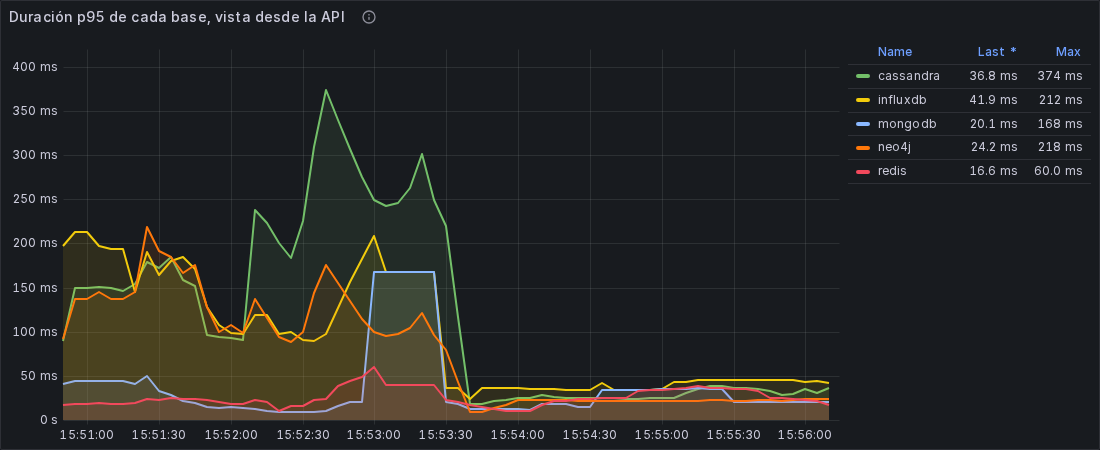 Duración p95 de cada base, vista desde la API
Name Last * Max
cassandra 36.8 ms 374 ms
influxdb 41.9 ms 212 ms
mongodb 20.1 ms 168 ms
neo4j 24.2 ms 218 ms
redis 16.6 ms 60.0 ms
400 ms
350 ms
300 ms
250 ms
200 ms
150 ms
100 ms
50 ms
0 s
15:51:00 15:51:30 15:52:00 15:52:30 15:53:00 15:53:30 15:54:00 15:54:30 15:55:00 15:55:30 15:56:00